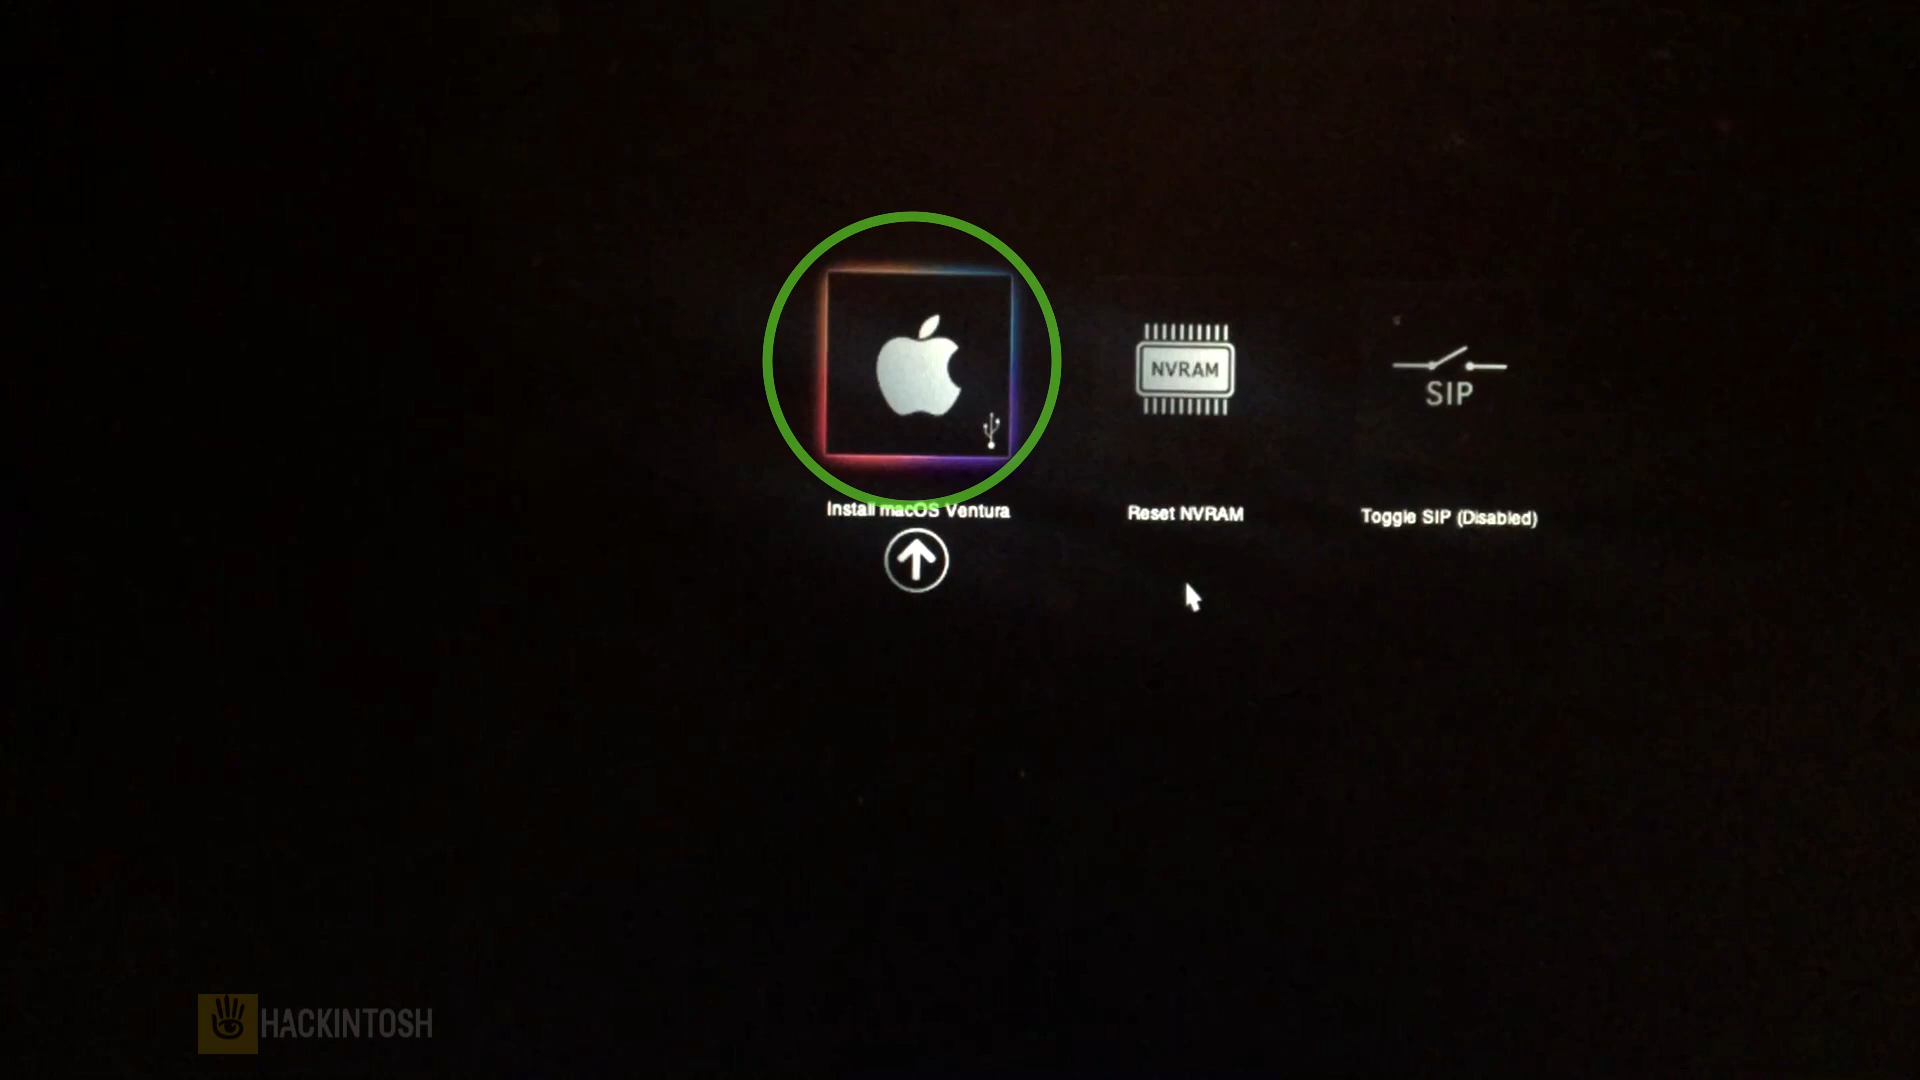 NVRAM
SIP
Install macOS Ventura
Reset NVRAM
Toggle SIP (Disabled)
HACKINTOSH